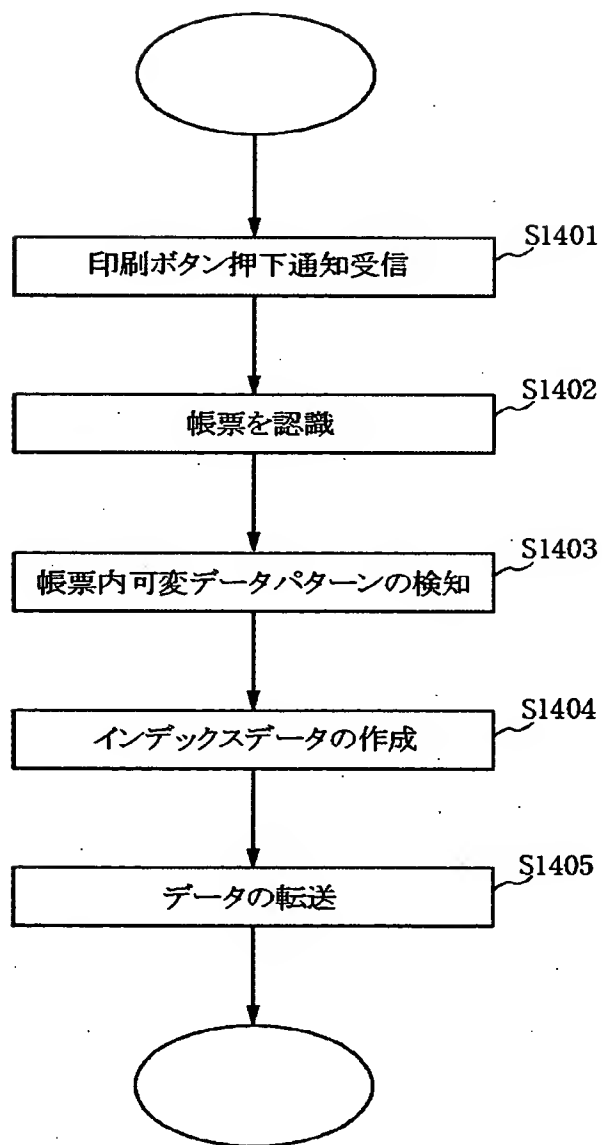 S1401
印刷ボタン押下通知受信
S1402
帳票を認識
S1403
帳票内可変データパターンの検知
S1404
インデックスデータの作成
S1405
データの転送